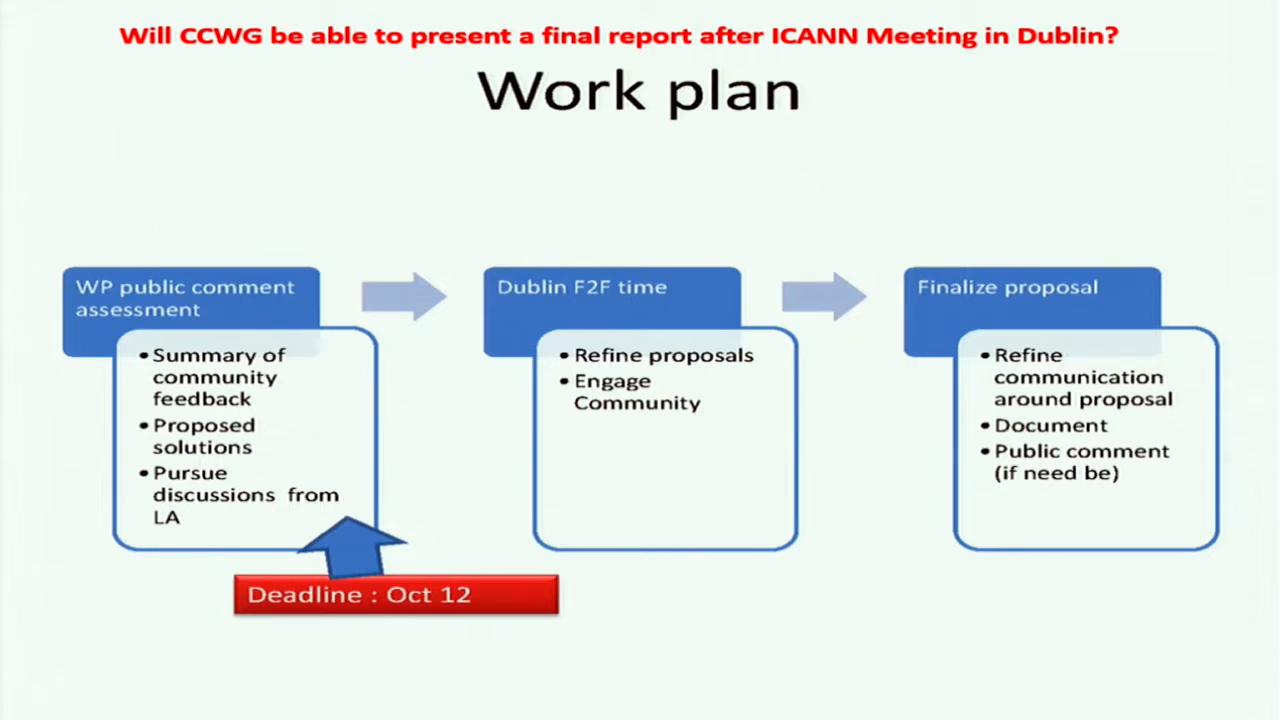 Will CCWG be able to present a final report after ICANN Meeting in Dublin?
Work plan
WP public comment
assessment
•Summary of
community
feedback
•Proposed
solutions
•Pursue
discussions from
LA
Deadline : Oct 12
Dublin F2F time
•Refine proposals
•Engage
Community
Finalize proposal
•Refine
communication
around proposal
•Document
•Public comment
(if need be)